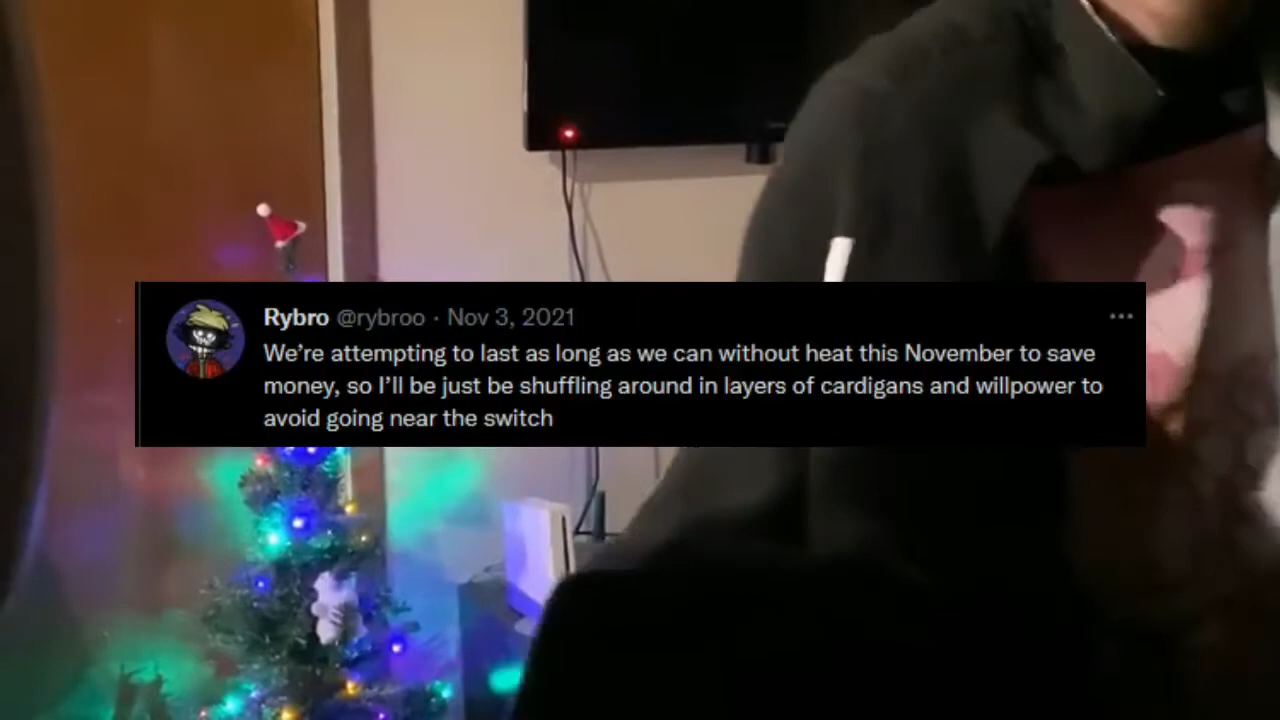 Rybro @rybroo · Nov 3, 2021
We’re attempting to last as long as we can without heat this November to save
money, so I’ll be just be shuffling around in layers of cardigans and willpower to
avoid going near the switch